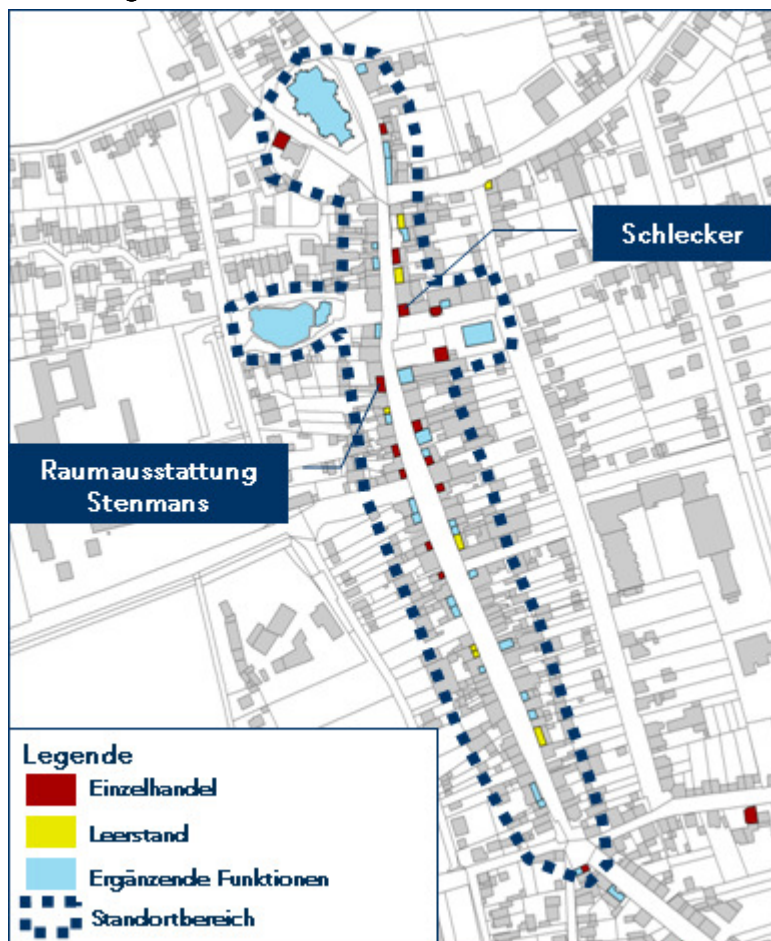 Schlecker
Raumausstattung
Stenmans
Legende
Einzelhandel
Leerstand
Ergänzende Funktionen
Standortbereich